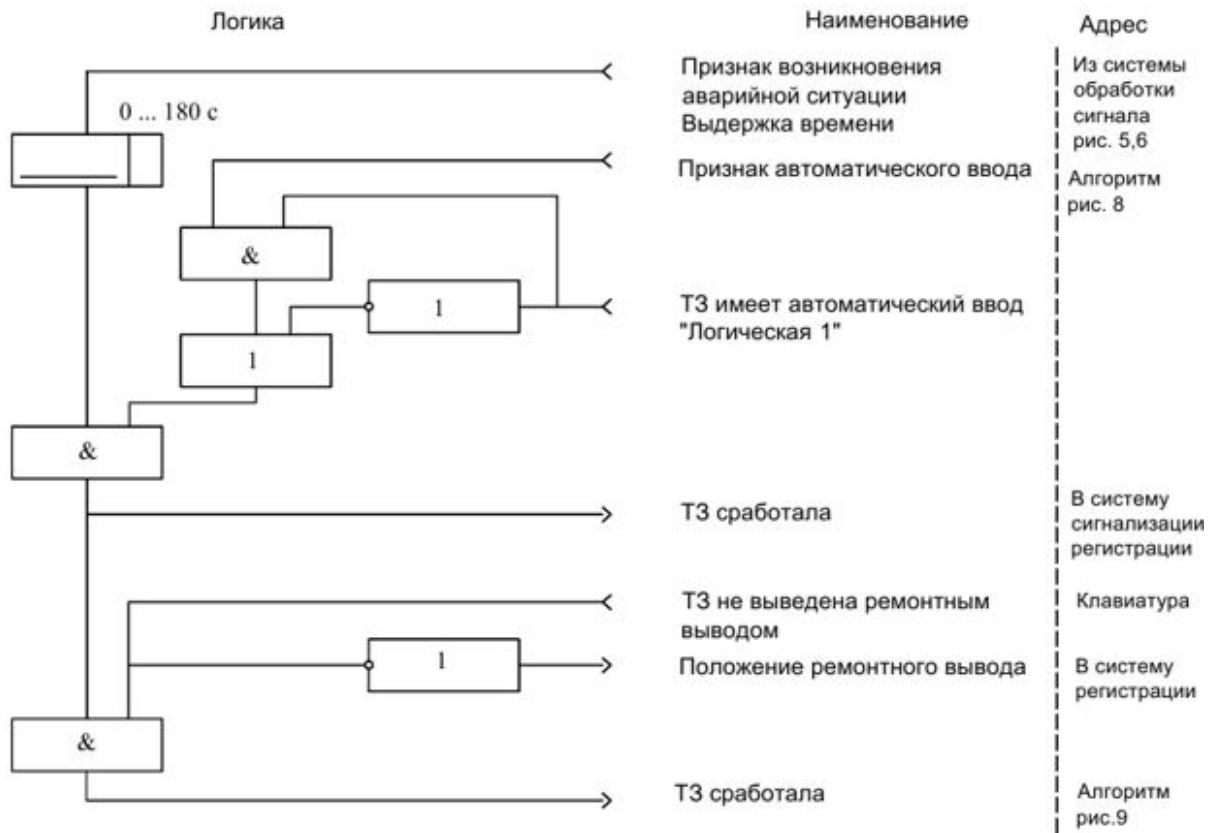 Логика
Наименование
Адрес
Признак возникновения
аварийной ситуации
Выдержка времени
Из системы
обработки
сигнала
рис. 5,6
0 ... 180 с
Признак автоматического ввода
Алгоритм
рис. 8
&
1
ТЗ имеет автоматический ввод
"Логическая 1"
1
&
ТЗ сработала
В систему
сигнализации
регистрации
ТЗ не выведена ремонтным
выводом
Клавиатура
1
Положение ремонтного вывода
В систему
регистрации
&
ТЗ сработала
Алгоритм
рис.9